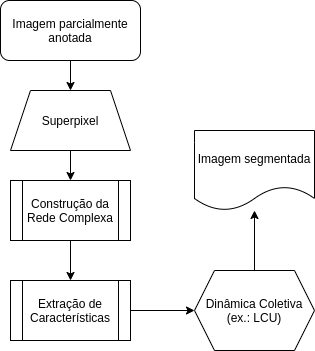 Imagem parcialmente
anotada
Superpixel
Construção da
Rede Complexa
Extração de
Características
Dinâmica Coletiva
(ex.: LCU)
Imagem segmentada